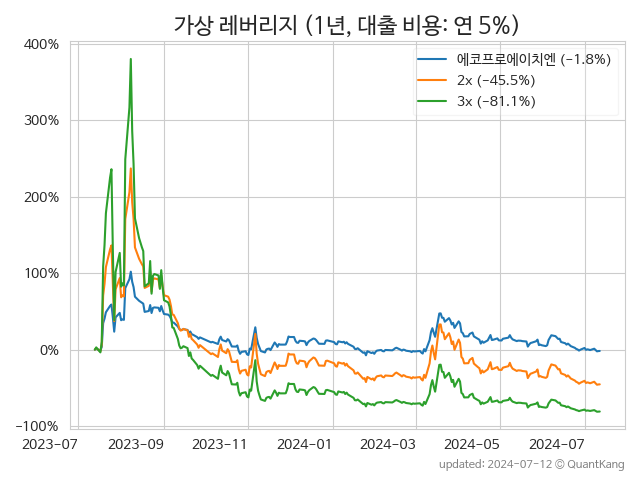 가상 레버리지 (1년, 대출 비용: 연 5%)
에코프로에이치엔 (−1.8%)
2x (−45.5%)
3x (−81.1%)
400%
300%
200%
100%
0%
−100%
2023-07 2023-09 2023-11 2024-01 2024-03 2024-05 2024-07
updated: 2024-07-12 © QuantKang